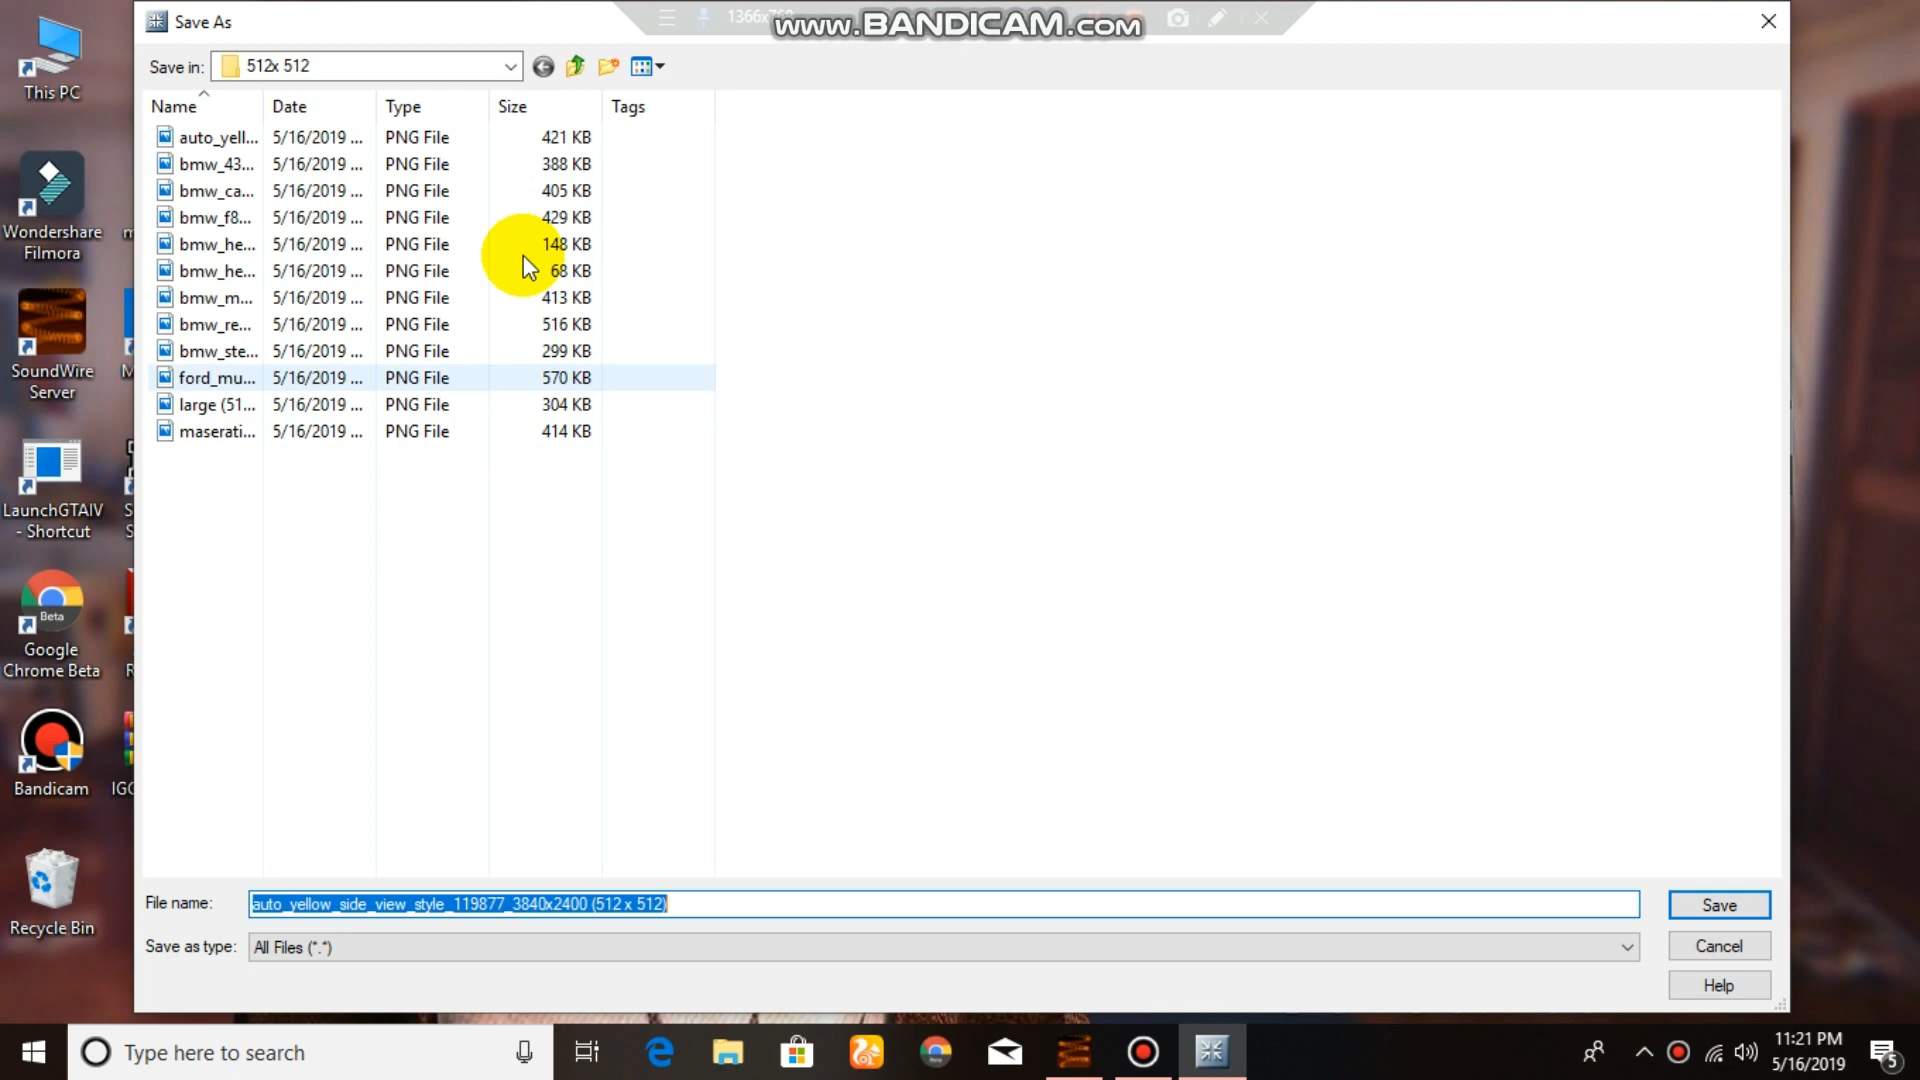 Save As
1366x768
www.BANDICAM.com
Save in:
512x 512
Name
Date
Type
Size
Tags
auto_yell... 5/16/2019 ... PNG File 421 KB
bmw_43... 5/16/2019 ... PNG File 388 KB
bmw_ca... 5/16/2019 ... PNG File 405 KB
bmw_f8... 5/16/2019 ... PNG File 429 KB
bmw_he... 5/16/2019 ... PNG File 148 KB
bmw_he... 5/16/2019 ... PNG File 68 KB
bmw_m... 5/16/2019 ... PNG File 413 KB
bmw_re... 5/16/2019 ... PNG File 516 KB
bmw_ste... 5/16/2019 ... PNG File 299 KB
ford_mu... 5/16/2019 ... PNG File 570 KB
large (51... 5/16/2019 ... PNG File 304 KB
maserati... 5/16/2019 ... PNG File 414 KB
File name:
auto_yellow_side_view_style_119877_3840x2400 (512 x 512)
Save
Save as type:
All Files (*.*)
Cancel
Help
This PC
Wondershare
Filmora
SoundWire
Server
LaunchGTAIV
- Shortcut
Beta
Google
Chrome Beta
Bandicam
Recycle Bin
Type here to search
11:21 PM
5/16/2019
5